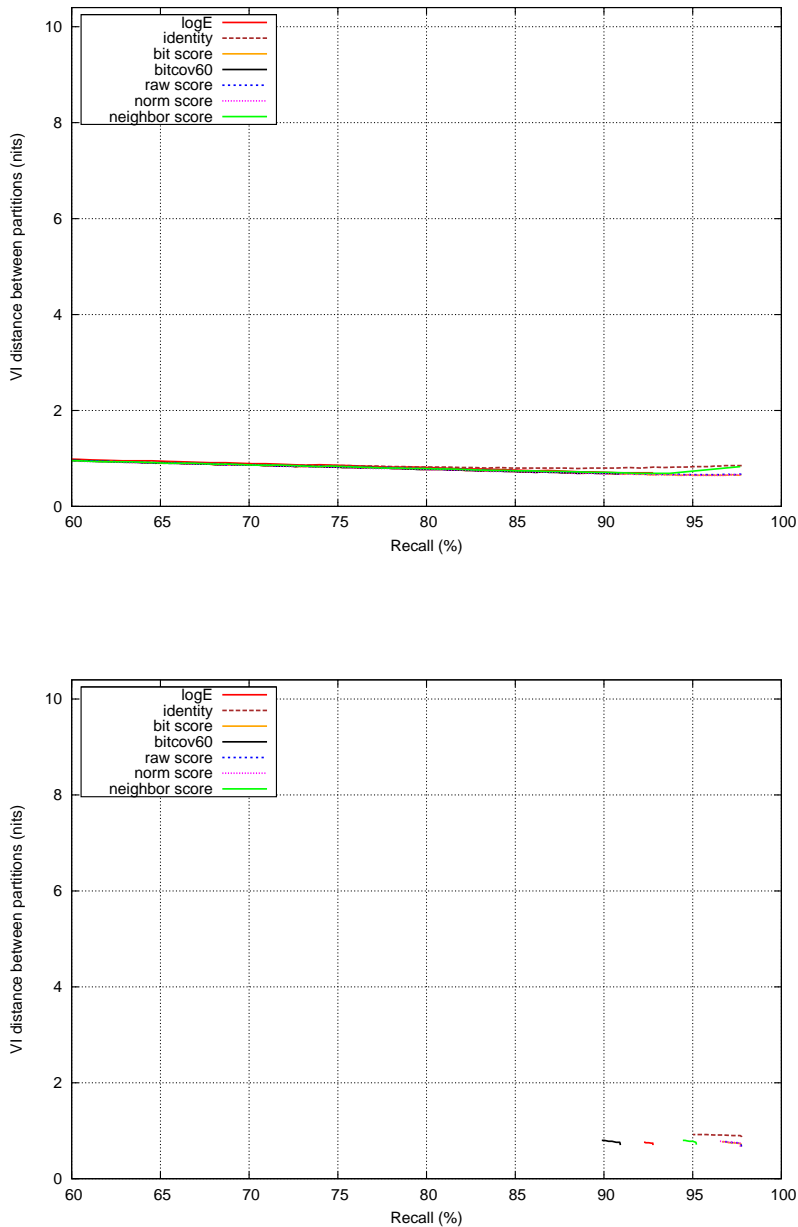 10
8
6
4
2
0
60 65 70 75 80 85 90 95 100
VI distance between partitions (nits)
Recall (%)
logE
identity
bit score
bitcov60
raw score
norm score
neighbor score
10
8
6
4
2
0
60 65 70 75 80 85 90 95 100
VI distance between partitions (nits)
Recall (%)
logE
identity
bit score
bitcov60
raw score
norm score
neighbor score